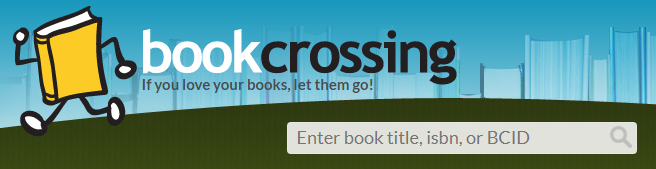 bookcrossing
If you love your books, let them go!
Enter book title, isbn, or BCID